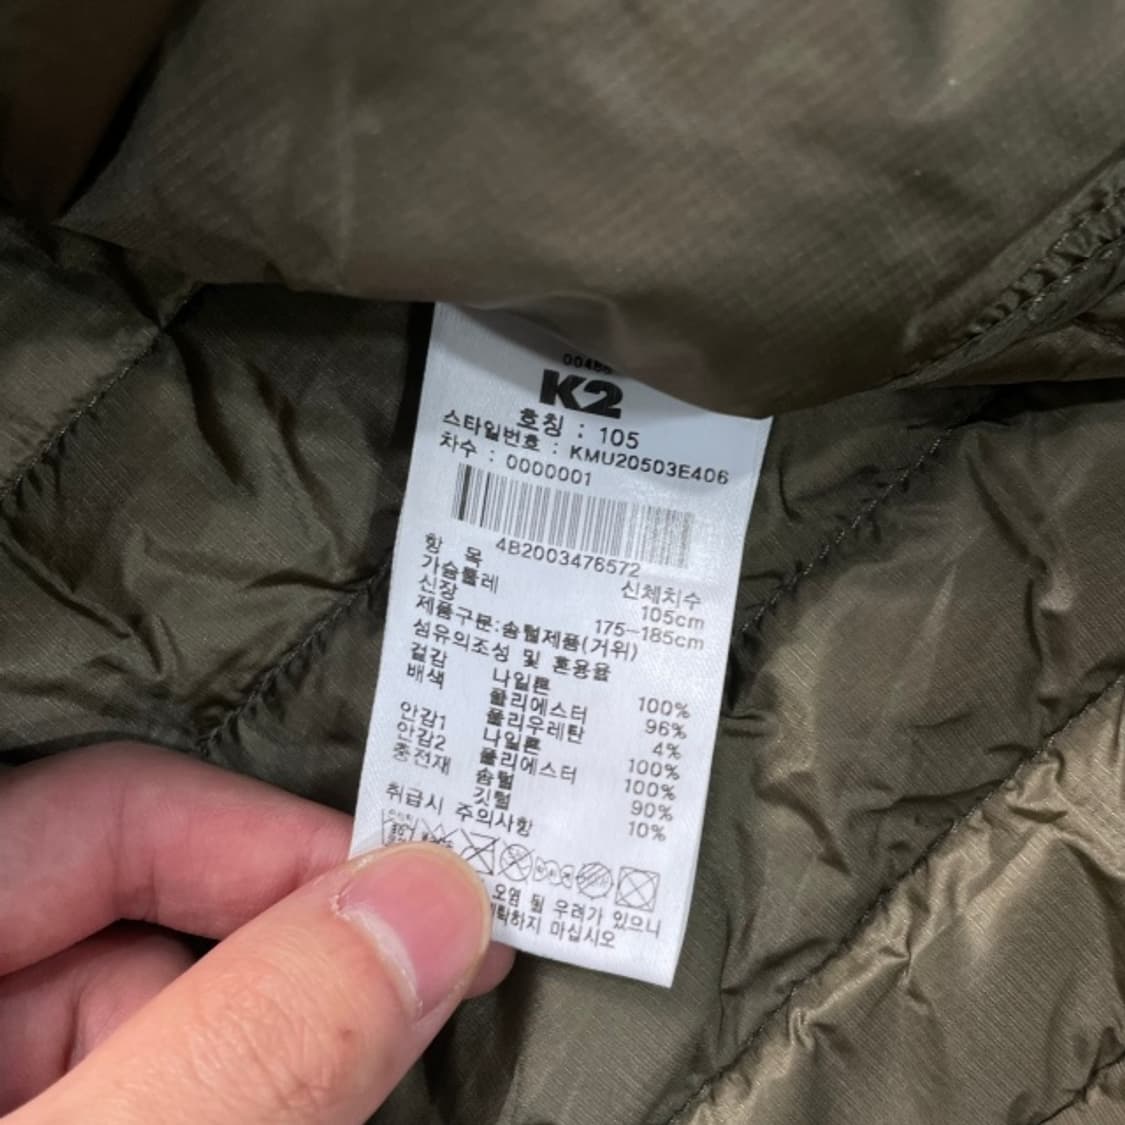 K2
호칭 : 105
스타일번호 : KMU20503E406
차수 : 0000001
4B2003476572
항 목 신체치수
가슴둘레 105cm
신장 175-185cm
제품구분:솜털제품(거위)
섬유의조성 및 혼용율
겉감 나일론 100%
배색 폴리에스터 96%
폴리우레탄 4%
안감1 나일론 100%
안감2 폴리에스터 100%
충전재 솜털 90%
깃털 10%
취급시 주의사항
오염 될 우려가 있으니
하지 마십시오